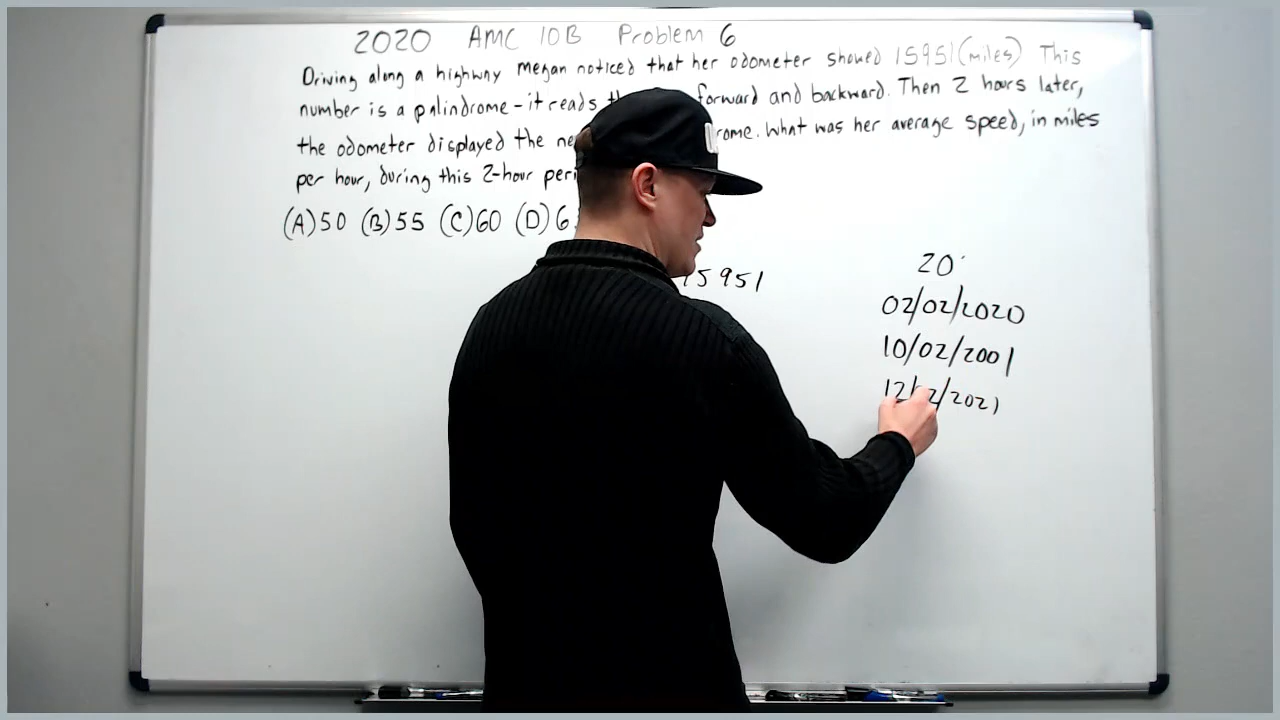 2020 AMC 10B Problem 6
Driving along a highway Megan noticed that her odometer showed 15951 (miles) This
number is a palindrome - it reads forward and backward. Then 2 hours later,
the odometer displayed the What was her average speed, in miles
per hour, during this 2-hour
(A) 50 (B) 55 (C) 60 (D) 6
15951
20
02/02/2020
10/02/2001
12/ /2021